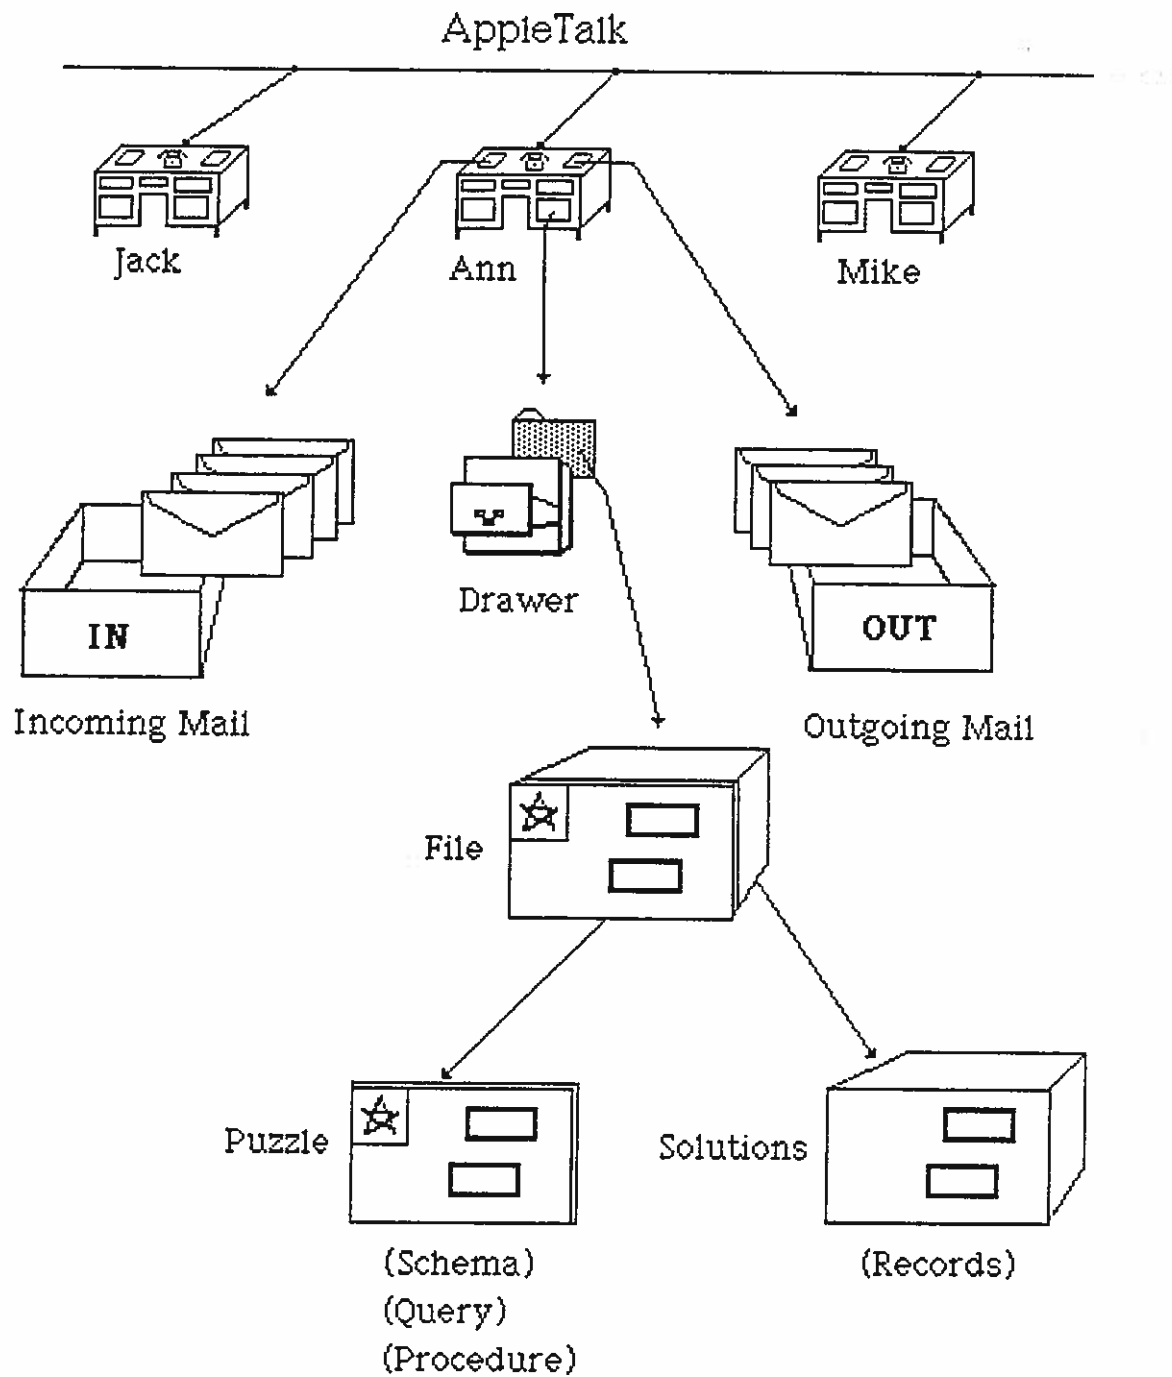 AppleTalk
Jack
Ann
Mike
Drawer
IN
OUT
Incoming Mail
Outgoing Mail
File
Puzzle
Solutions
(Schema)
(Records)
(Query)
(Procedure)